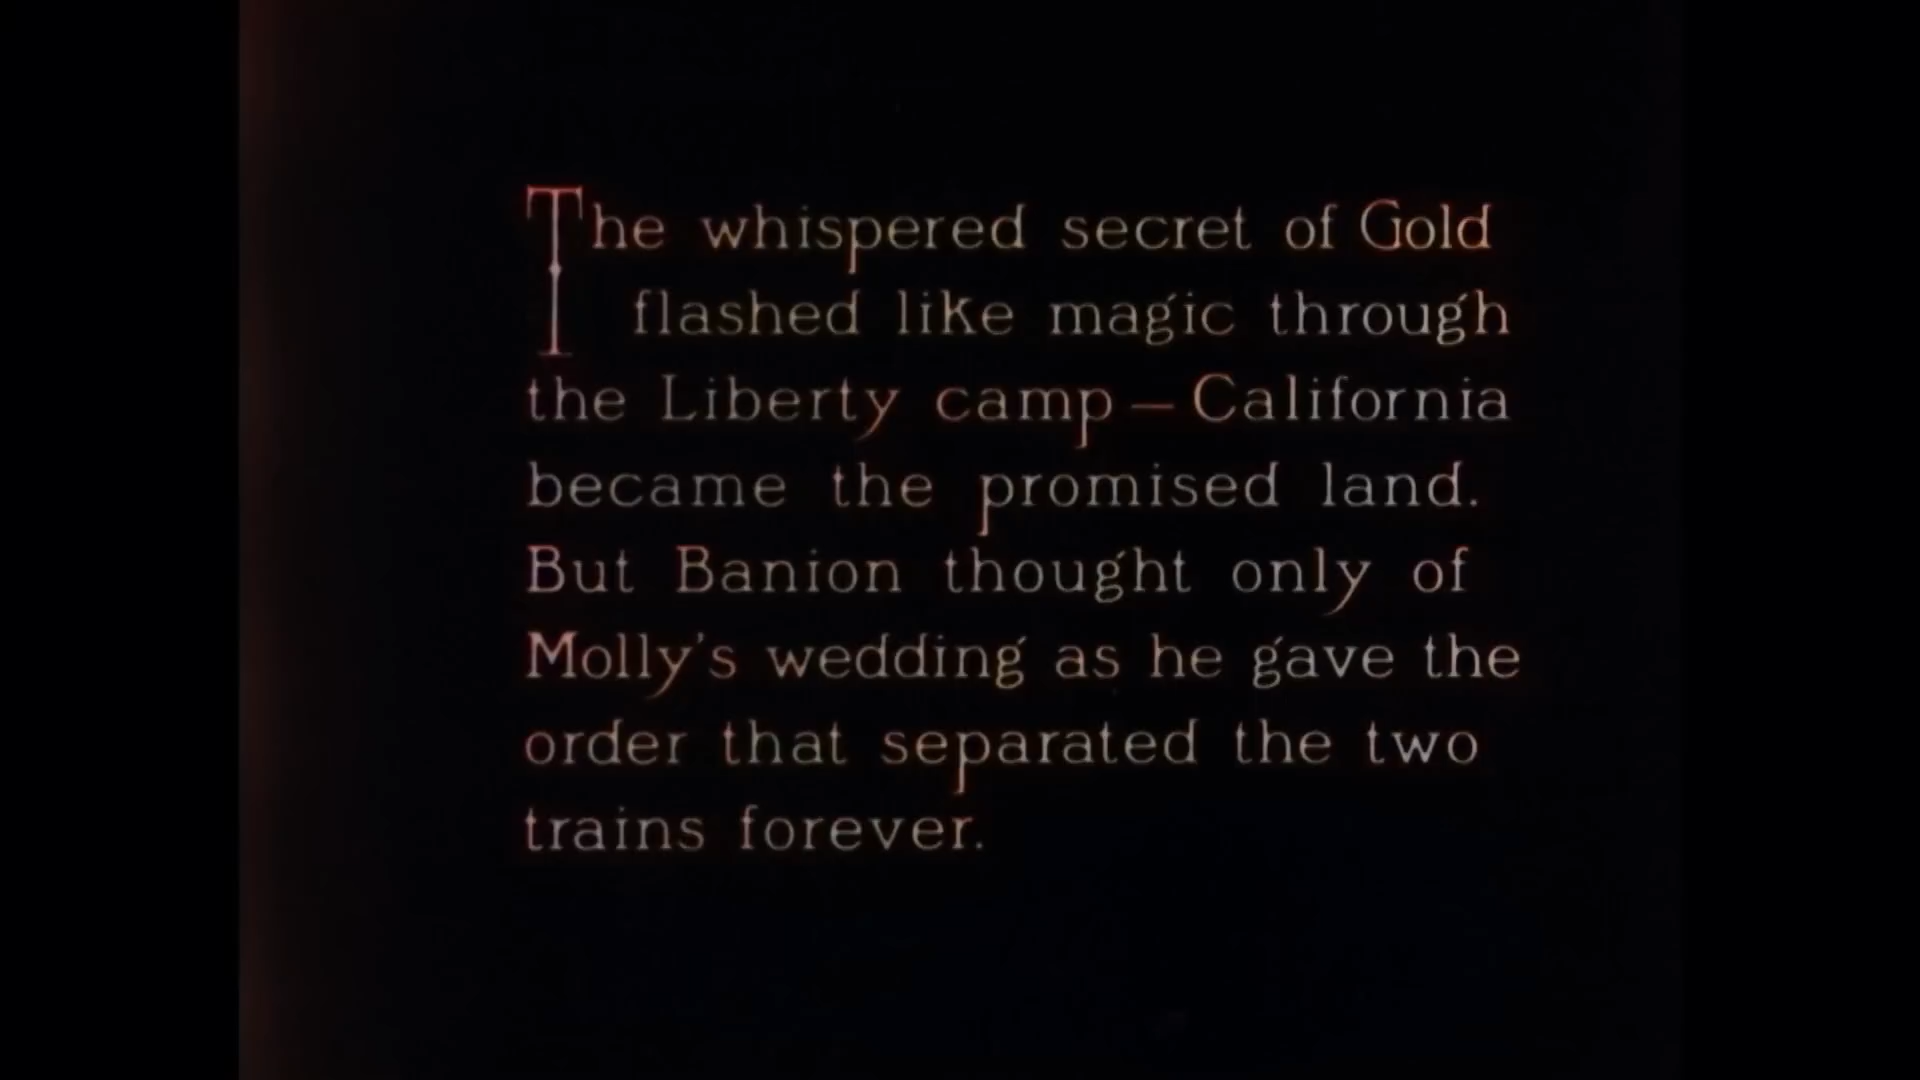 The whispered secret of Gold
flashed like magic through
the Liberty camp — California
became the promised land.
But Banion thought only of
Molly's wedding as he gave the
order that separated the two
trains forever.